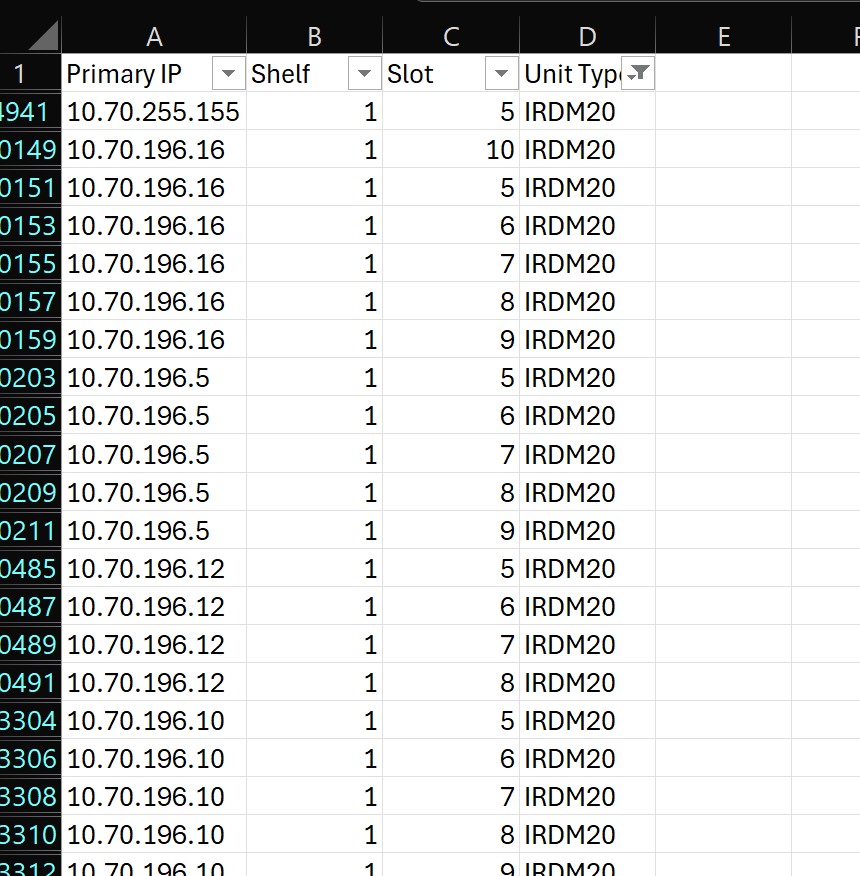 A B C D E F
1 Primary IP Shelf Slot Unit Type
4941 10.70.255.155 1 5 IRDM20
0149 10.70.196.16 1 10 IRDM20
0151 10.70.196.16 1 5 IRDM20
0153 10.70.196.16 1 6 IRDM20
0155 10.70.196.16 1 7 IRDM20
0157 10.70.196.16 1 8 IRDM20
0159 10.70.196.16 1 9 IRDM20
0203 10.70.196.5 1 5 IRDM20
0205 10.70.196.5 1 6 IRDM20
0207 10.70.196.5 1 7 IRDM20
0209 10.70.196.5 1 8 IRDM20
0211 10.70.196.5 1 9 IRDM20
0485 10.70.196.12 1 5 IRDM20
0487 10.70.196.12 1 6 IRDM20
0489 10.70.196.12 1 7 IRDM20
0491 10.70.196.12 1 8 IRDM20
3304 10.70.196.10 1 5 IRDM20
3306 10.70.196.10 1 6 IRDM20
3308 10.70.196.10 1 7 IRDM20
3310 10.70.196.10 1 8 IRDM20
3312 10.70.196.10 1 9 IRDM20